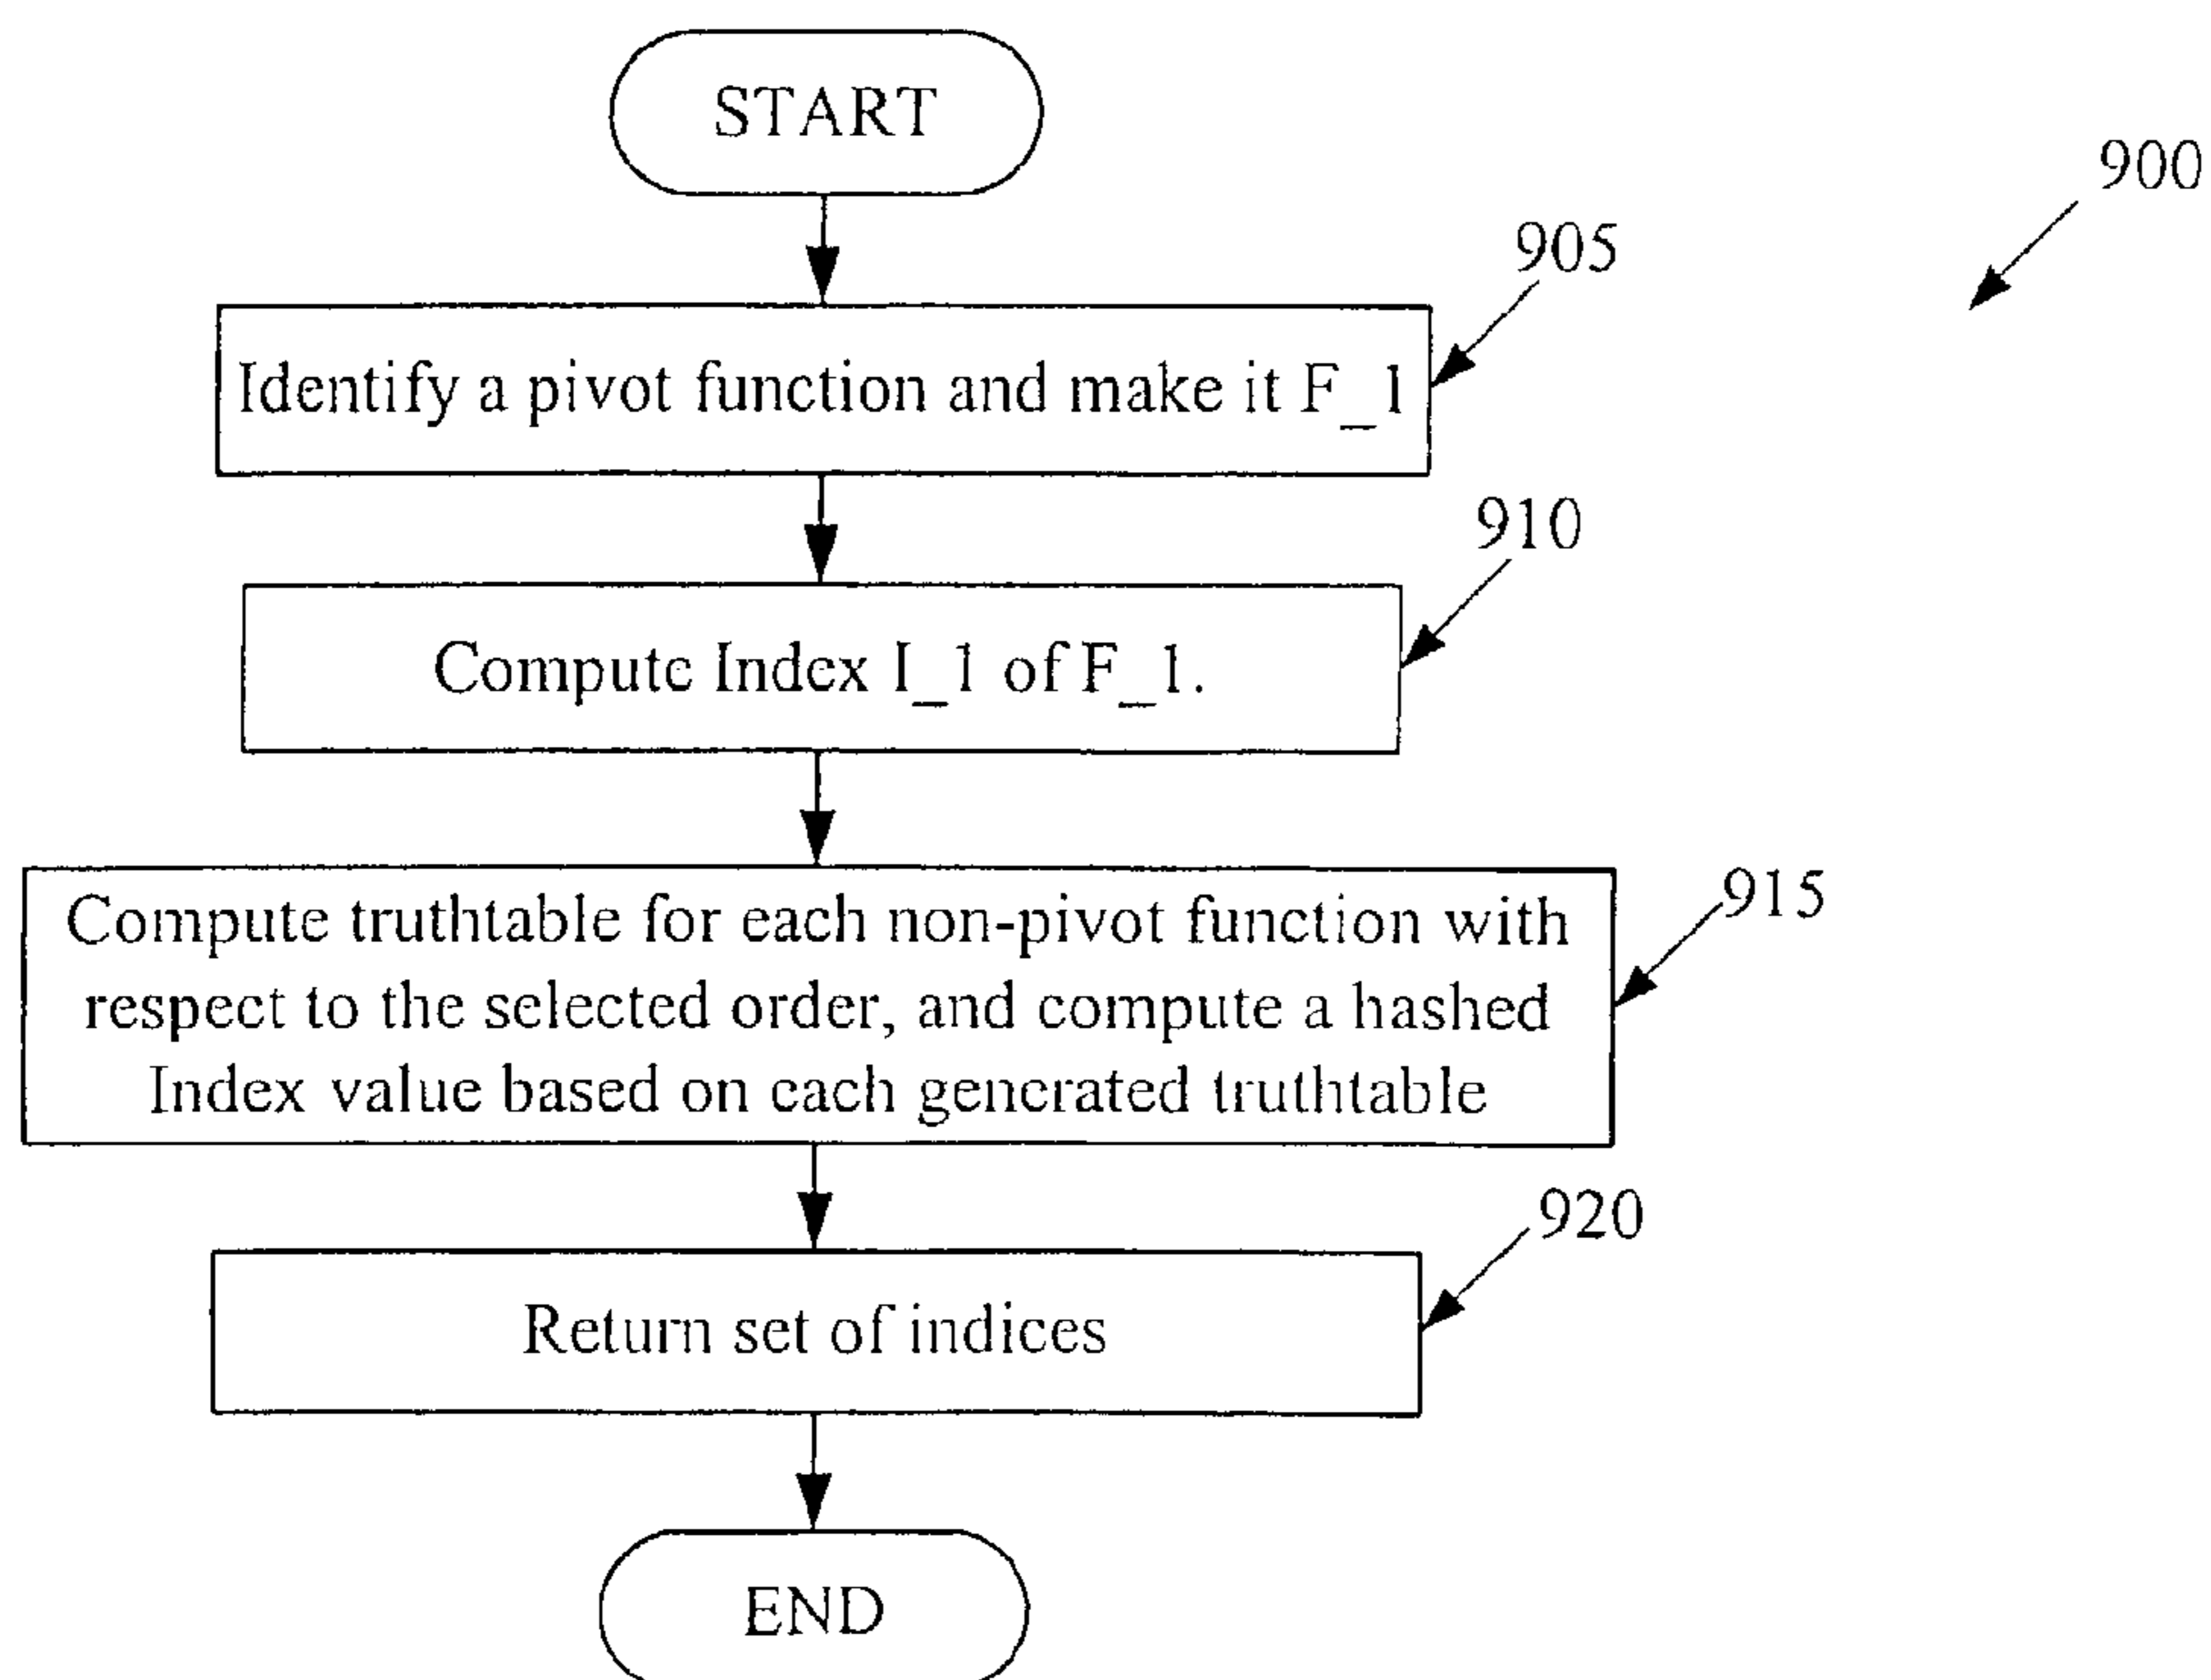 START
900
905
Identify a pivot function and make it F_1
910
Compute Index I_1 of F_1.
915
Compute truthtable for each non-pivot function with
respect to the selected order, and compute a hashed
Index value based on each generated truthtable
920
Return set of indices
END